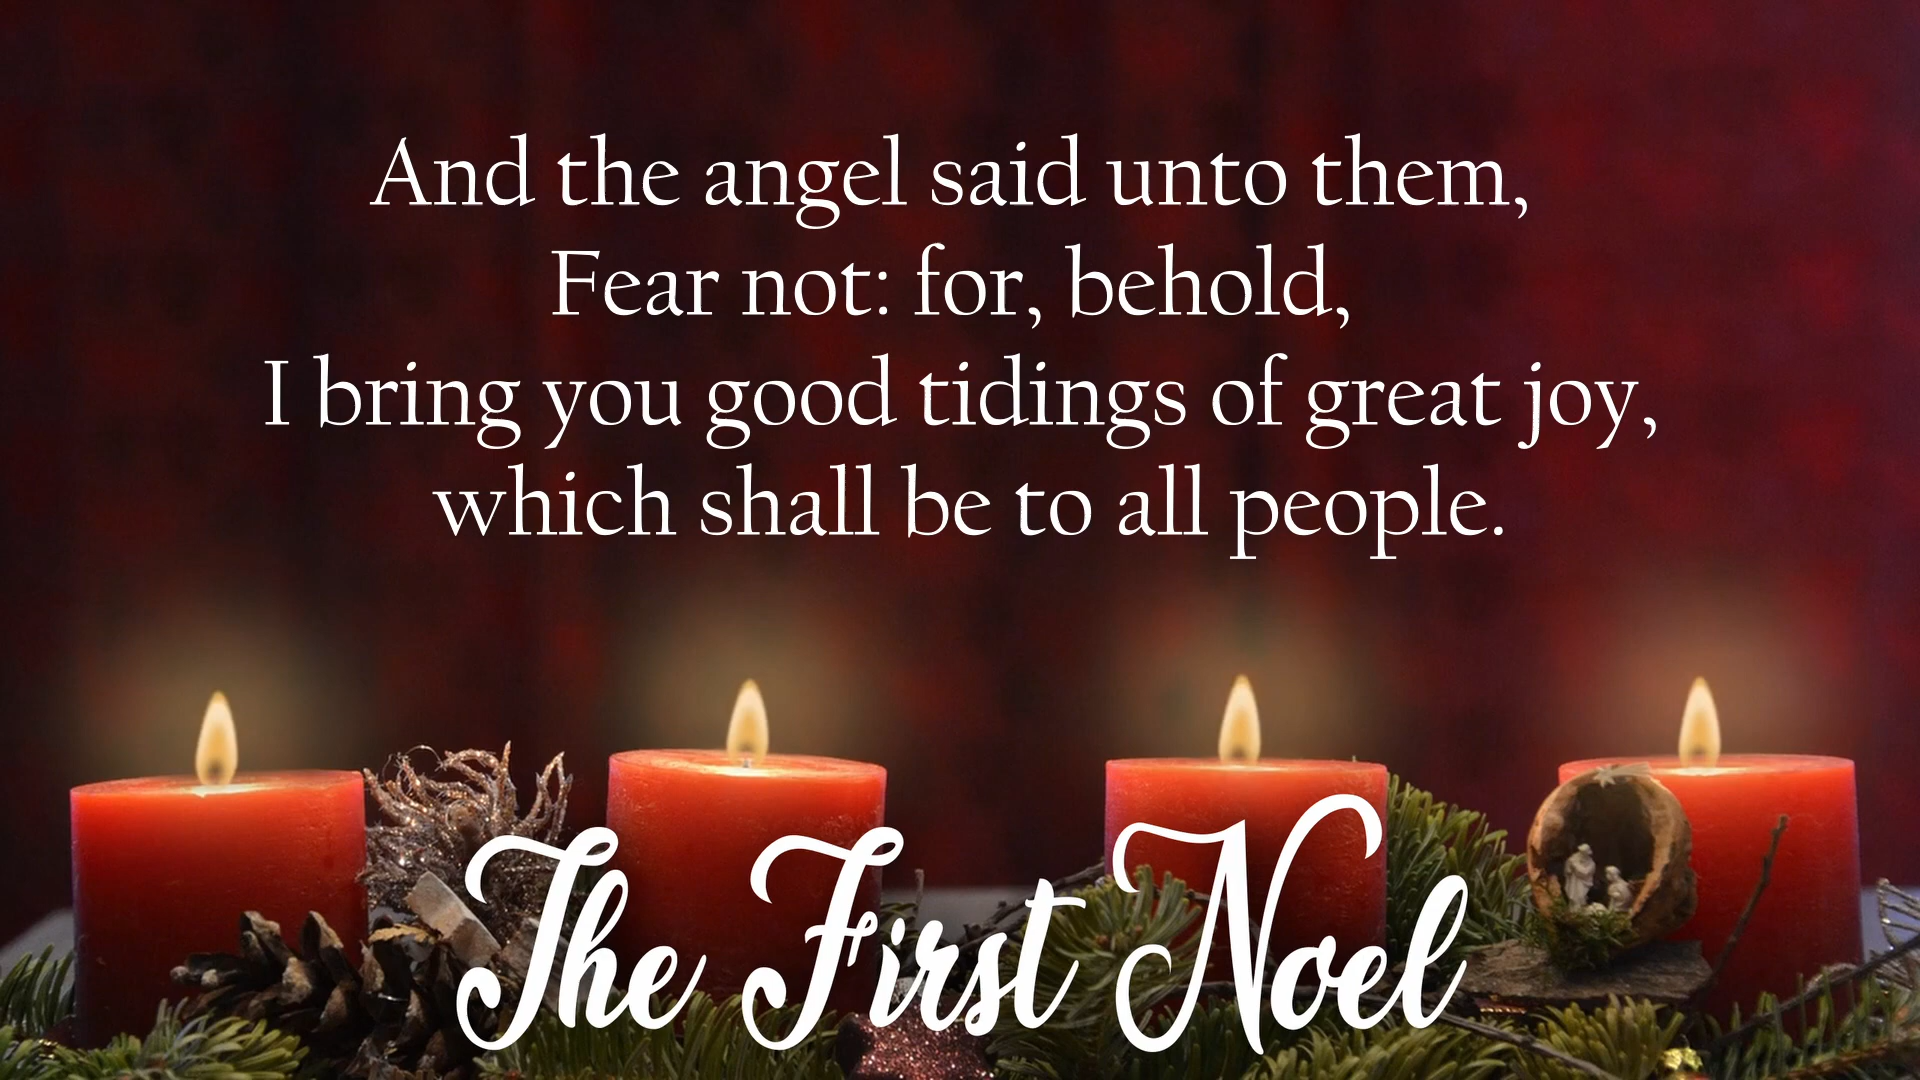 And the angel said unto them,
Fear not: for, behold,
I bring you good tidings of great joy,
which shall be to all people.
The First Noel